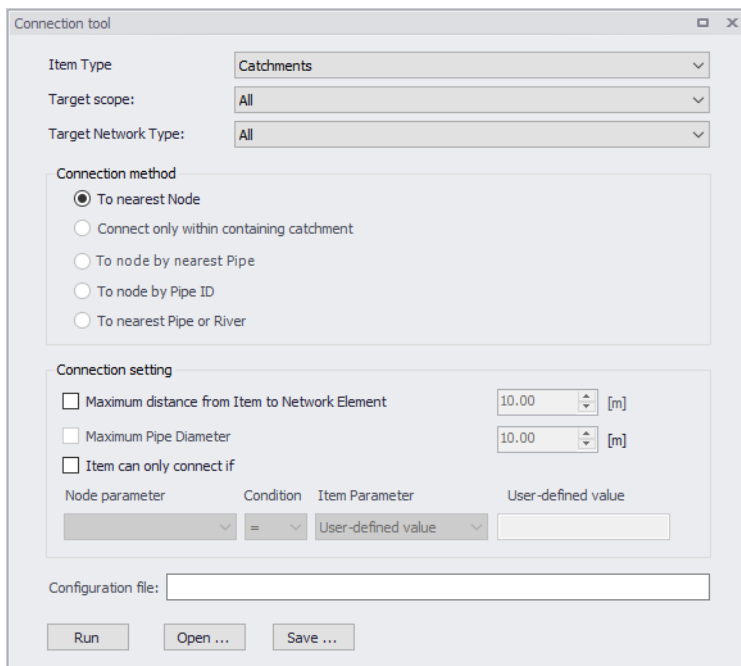 Connection tool
Item Type Catchments
Target scope: All
Target Network Type: All
Connection method
To nearest Node
Connect only within containing catchment
To node by nearest Pipe
To node by Pipe ID
To nearest Pipe or River
Connection setting
Maximum distance from Item to Network Element 10.00 [m]
Maximum Pipe Diameter 10.00 [m]
Item can only connect if
Node parameter Condition Item Parameter User-defined value
= User-defined value
Configuration file:
Run Open ... Save ...